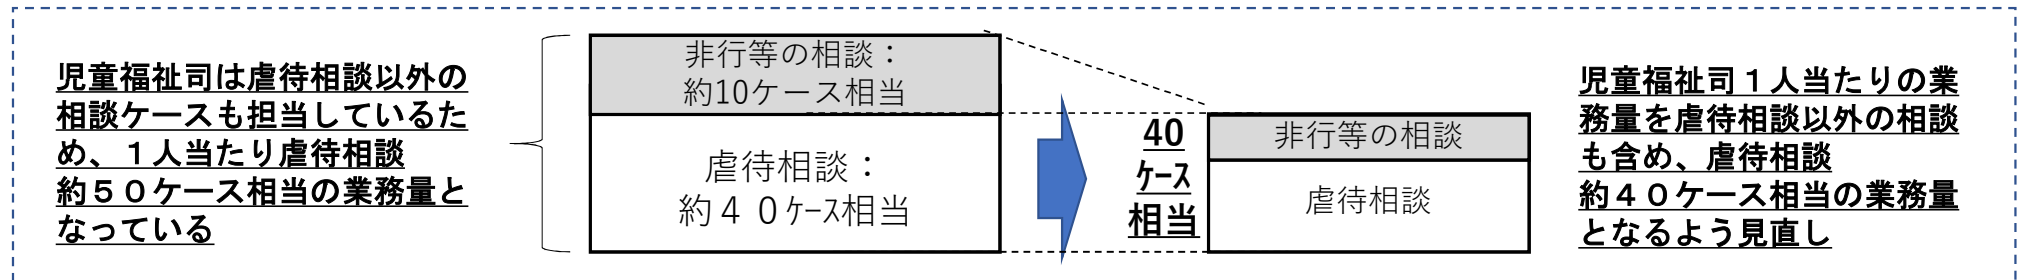 児童福祉司は虐待相談以外の
相談ケースも担当しているた
め、１人当たり虐待相談
約５０ケース相当の業務量と
なっている
非行等の相談：
約10ケース相当
虐待相談：
約４０ｹｰｽ相当
40
ｹｰｽ
相当
非行等の相談
虐待相談
児童福祉司１人当たりの業
務量を虐待相談以外の相談
も含め、虐待相談
約４０ケース相当の業務量
となるよう見直し